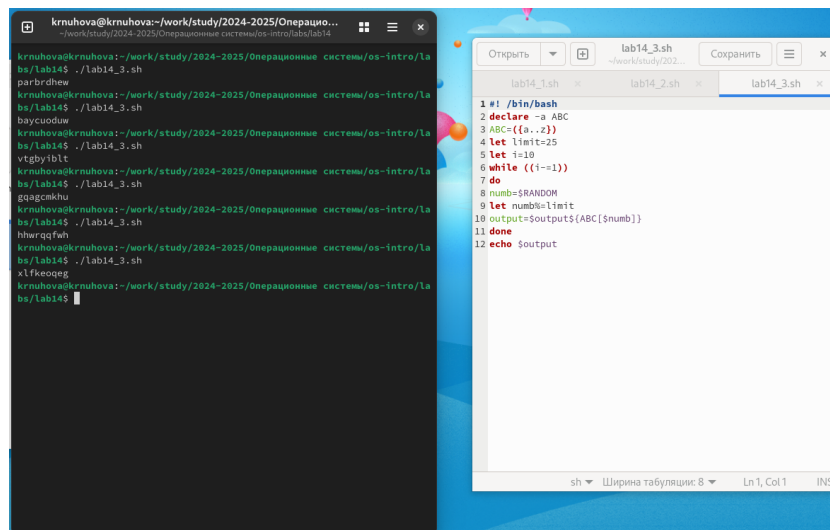 krnuhova@krnuhova:~/work/study/2024-2025/Операцио...
~/work/study/2024-2025/Операционные системы/os-intro/labs/lab14
krnuhova@krnuhova:~/work/study/2024-2025/Операционные системы/os-intro/la
bs/lab14$ ./lab14_3.sh
parbrdhew
krnuhova@krnuhova:~/work/study/2024-2025/Операционные системы/os-intro/la
bs/lab14$ ./lab14_3.sh
baycuoduw
krnuhova@krnuhova:~/work/study/2024-2025/Операционные системы/os-intro/la
bs/lab14$ ./lab14_3.sh
vtgbyiblt
krnuhova@krnuhova:~/work/study/2024-2025/Операционные системы/os-intro/la
bs/lab14$ ./lab14_3.sh
gqagcmkhu
krnuhova@krnuhova:~/work/study/2024-2025/Операционные системы/os-intro/la
bs/lab14$ ./lab14_3.sh
hhwrqqfwh
krnuhova@krnuhova:~/work/study/2024-2025/Операционные системы/os-intro/la
bs/lab14$ ./lab14_3.sh
xlfkeoqeg
krnuhova@krnuhova:~/work/study/2024-2025/Операционные системы/os-intro/la
bs/lab14$
Открыть lab14_3.sh Сохранить
~/work/study/202...
lab14_1.sh × lab14_2.sh × lab14_3.sh ×
1 #! /bin/bash
2 declare -a ABC
3 ABC=({a..z})
4 let limit=25
5 let i=10
6 while ((i-=1))
7 do
8 numb=$RANDOM
9 let numb%=limit
10 output=$output${ABC[$numb]}
11 done
12 echo $output
sh Ширина табуляции: 8 Ln 1, Col 1 INS